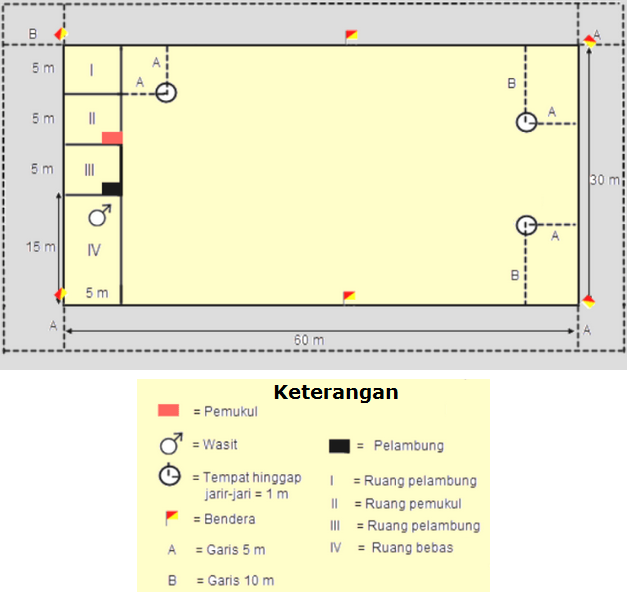 B
A
5 m
I
A
A
B
A
5 m
II
5 m
III
30 m
15 m
IV
A
B
5 m
A
A
60 m
Keterangan
= Pemukul
= Wasit
= Pelambung
= Tempat hinggap
jarir-jari = 1 m
I = Ruang pelambung
II = Ruang pemukul
= Bendera
III = Ruang pelambung
A = Garis 5 m
IV = Ruang bebas
B = Garis 10 m